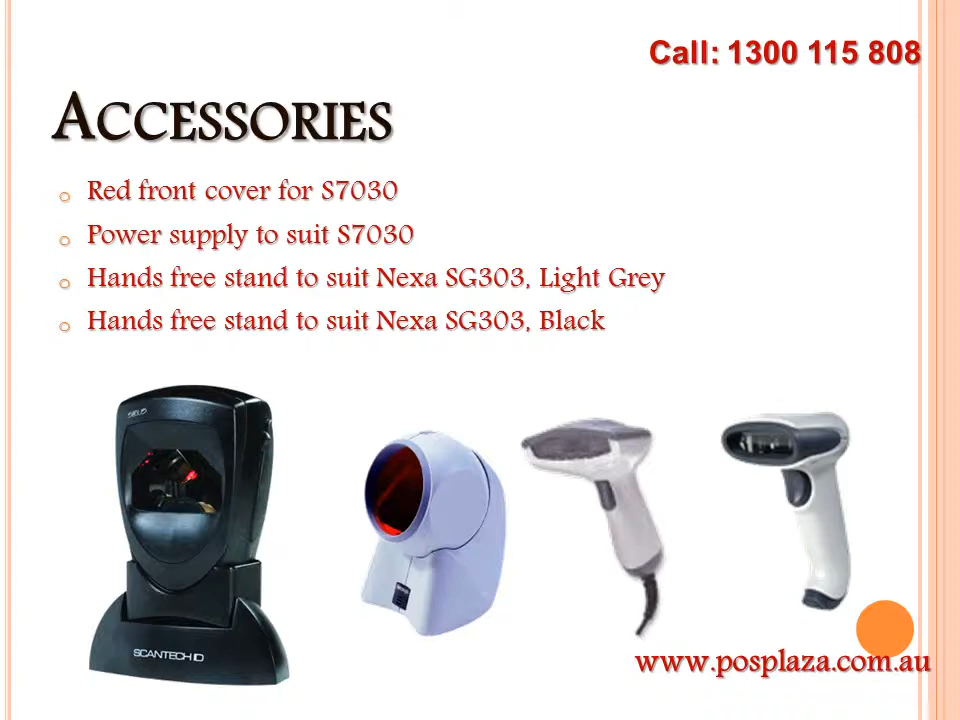 Call: 1300 115 808
ACCESSORIES
Red front cover for S7030
Power supply to suit S7030
Hands free stand to suit Nexa SG303, Light Grey
Hands free stand to suit Nexa SG303, Black
SCANTECH ID
www.posplaza.com.au